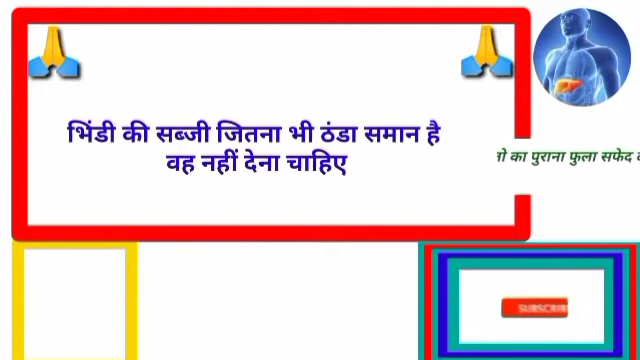 भिंडी की सब्जी जितना भी ठंडा समान है
वह नहीं देना चाहिए
का पुराना फुला सफेद
SUBSCRIBE